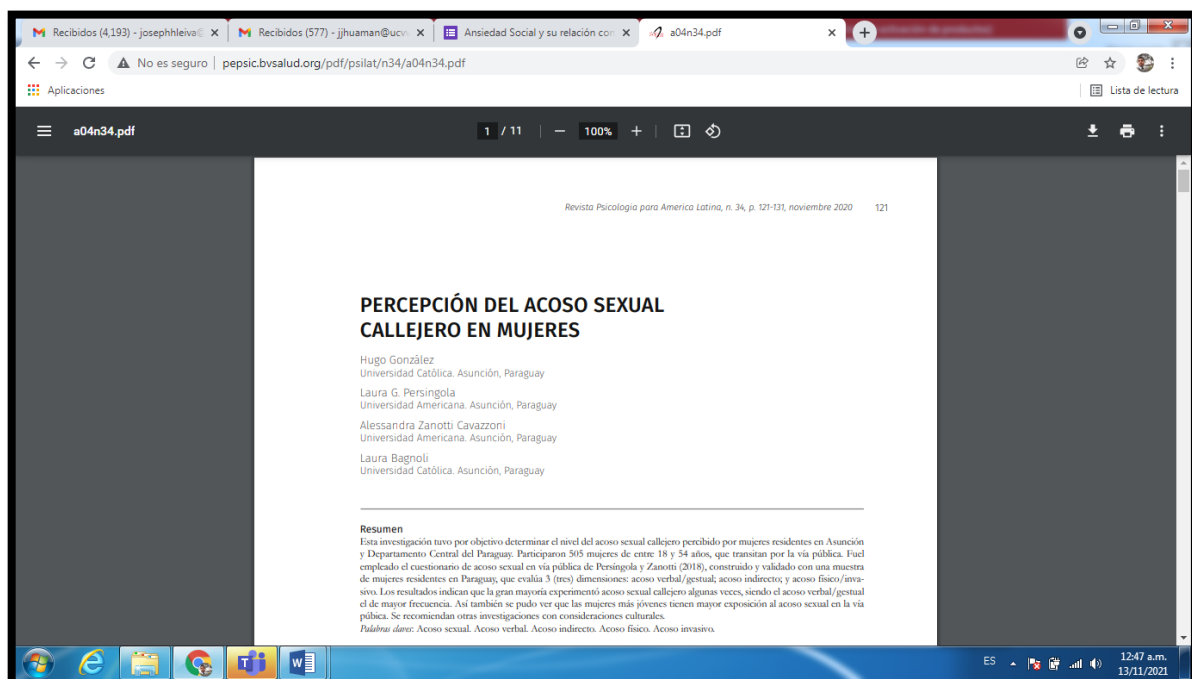 Recibidos (4,193) - josephhleiva
Recibidos (577) - jjhuaman@ucv
Ansiedad Social y su relación con
a04n34.pdf
No es seguro | pepsic.bvsalud.org/pdf/psilat/n34/a04n34.pdf
Aplicaciones
Lista de lectura
a04n34.pdf
1 / 11
100%
Revista Psicologia para America Latina, n. 34, p. 121-131, noviembre 2020 121
PERCEPCIÓN DEL ACOSO SEXUAL
CALLEJERO EN MUJERES
Hugo González
Universidad Católica. Asunción, Paraguay
Laura G. Persingola
Universidad Americana. Asunción, Paraguay
Alessandra Zanotti Cavazzoni
Universidad Americana. Asunción, Paraguay
Laura Bagnoli
Universidad Católica. Asunción, Paraguay
Resumen
Esta investigación tuvo por objetivo determinar el nivel del acoso sexual callejero percibido por mujeres residentes en Asunción
y Departamento Central del Paraguay. Participaron 505 mujeres de entre 18 y 54 años, que transitan por la vía pública. Fuel
empleado el cuestionario de acoso sexual en vía pública de Persingola y Zanotti (2018), construido y validado con una muestra
de mujeres residentes en Paraguay, que evalúa 3 (tres) dimensiones: acoso verbal/gestual; acoso indirecto; y acoso físico/inva-
sivo. Los resultados indican que la gran mayoría experimentó acoso sexual callejero algunas veces, siendo el acoso verbal/gestual
el de mayor frecuencia. Así también se pudo ver que las mujeres más jóvenes tienen mayor exposición al acoso sexual en la vía
púbica. Se recomiendan otras investigaciones con consideraciones culturales.
Palabras claves: Acoso sexual. Acoso verbal. Acoso indirecto. Acoso físico. Acoso invasivo.
ES
12:47 a.m.
13/11/2021